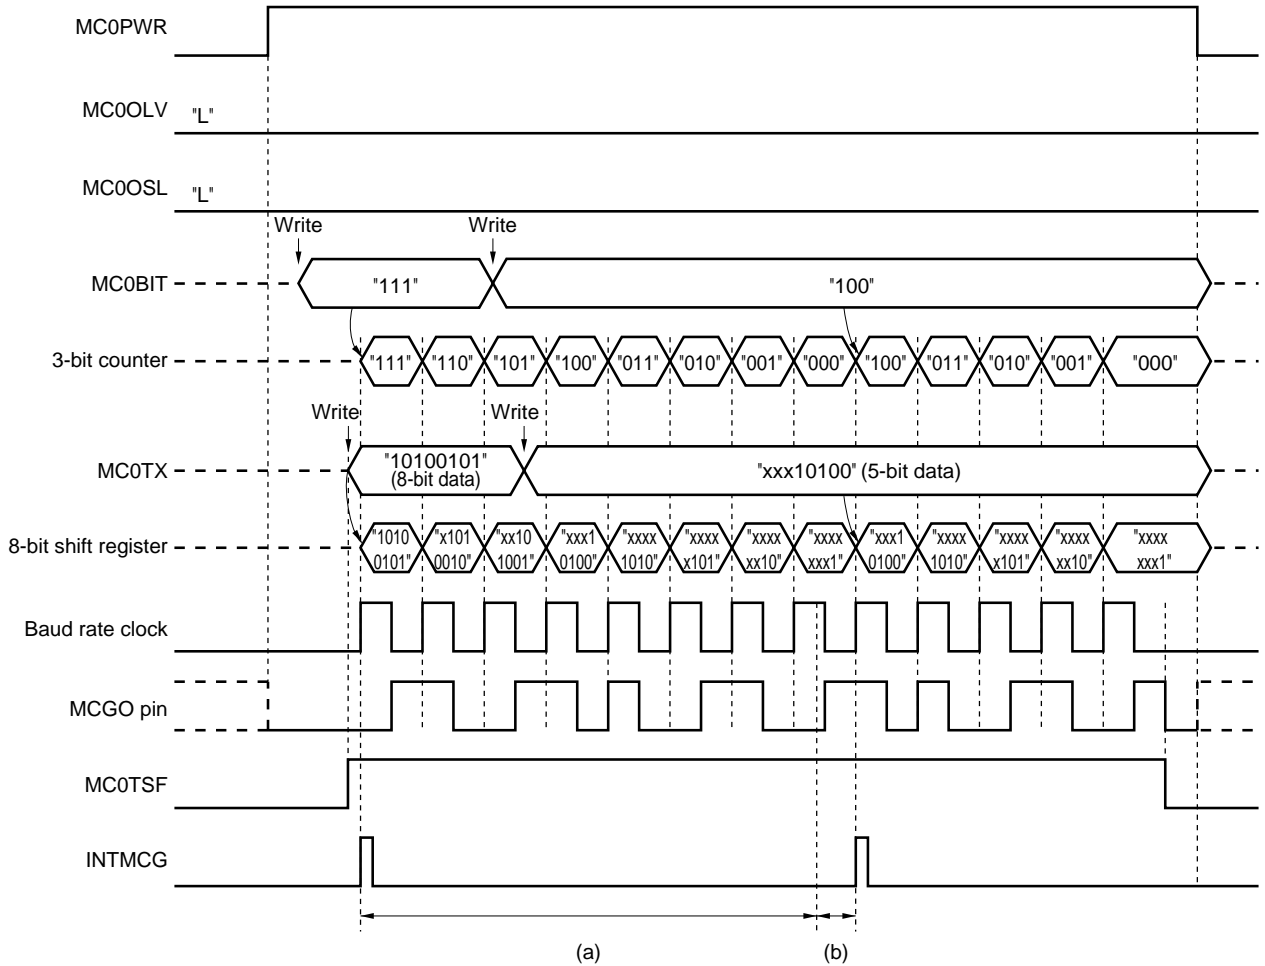 MC0PWR
MC0OLV "L"
MC0OSL "L"
Write Write
MC0BIT "111" "100"
3-bit counter "111" "110" "101" "100" "011" "010" "001" "000" "100" "011" "010" "001" "000"
Write Write
MC0TX "10100101" "xxx10100" (5-bit data)
(8-bit data)
8-bit shift register "1010 "x101 "xx10 "xxx1 "xxxx "xxxx "xxxx "xxxx "xxx1 "xxxx "xxxx "xxxx "xxxx
0101" 0010" 1001" 0100" 1010" x101" xx10" xxx1" 0100" 1010" x101" xx10" xxx1"
Baud rate clock
MCGO pin
MC0TSF
INTMCG
(a) (b)